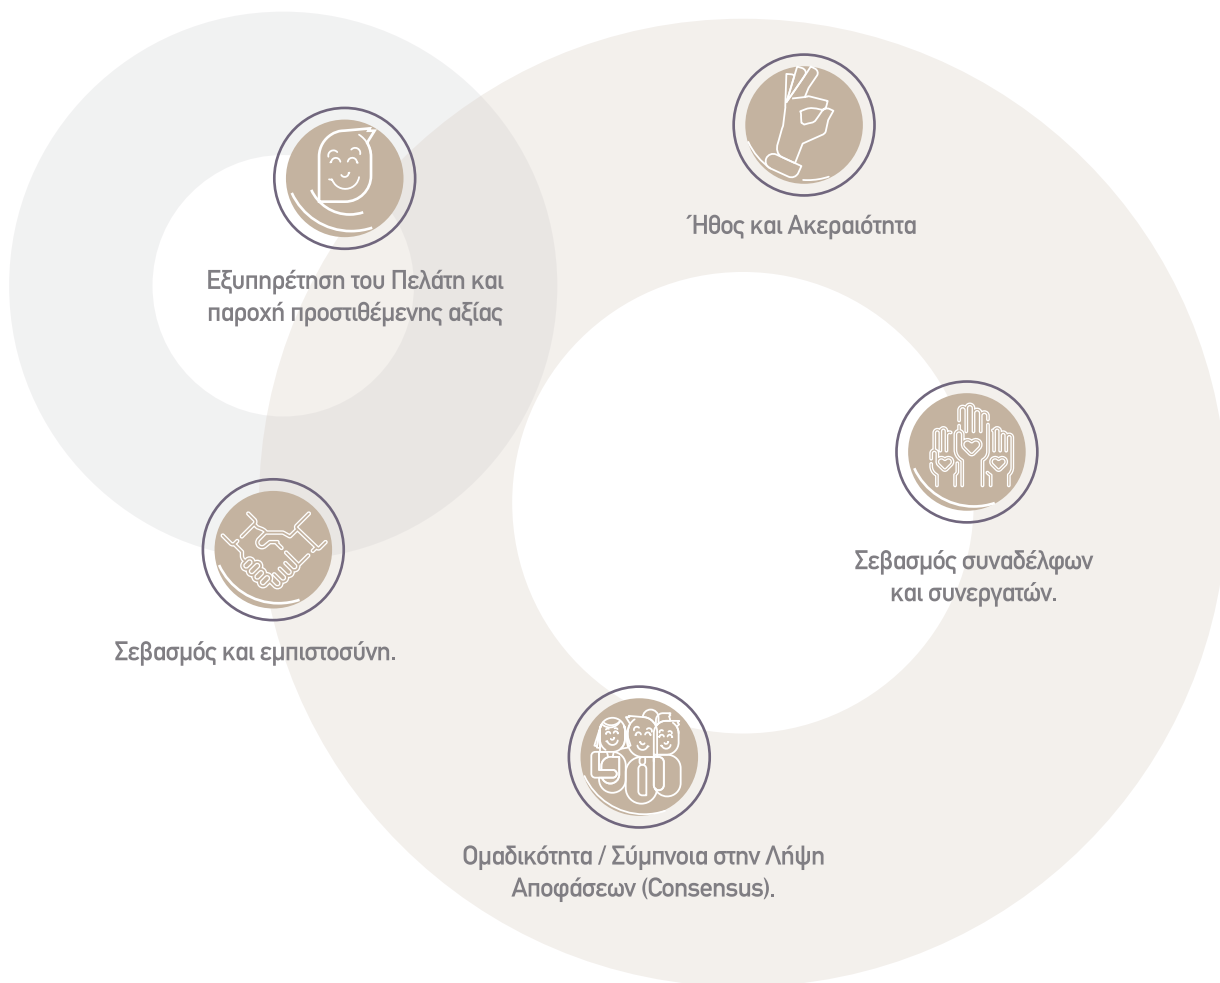 Ήθος και Ακεραιότητα
Εξυπηρέτηση του Πελάτη και
παροχή προστιθέμενης αξίας
Σεβασμός συναδέλφων
και συνεργατών.
Σεβασμός και εμπιστοσύνη.
Ομαδικότητα / Σύμπνοια στην Λήψη
Αποφάσεων (Consensus).